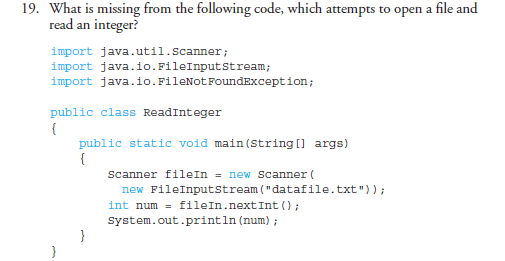 19. What is missing from the following code, which attempts to open a file and
read an integer?
import java.util.Scanner;
import java.io.FileInputStream;
import java.io.FileNotFoundException;
public class ReadInteger
{
public static void main(String[] args)
{
Scanner fileIn = new Scanner(
new FileInputStream("datafile.txt"));
int num = fileIn.nextInt();
System.out.println(num);
}
}